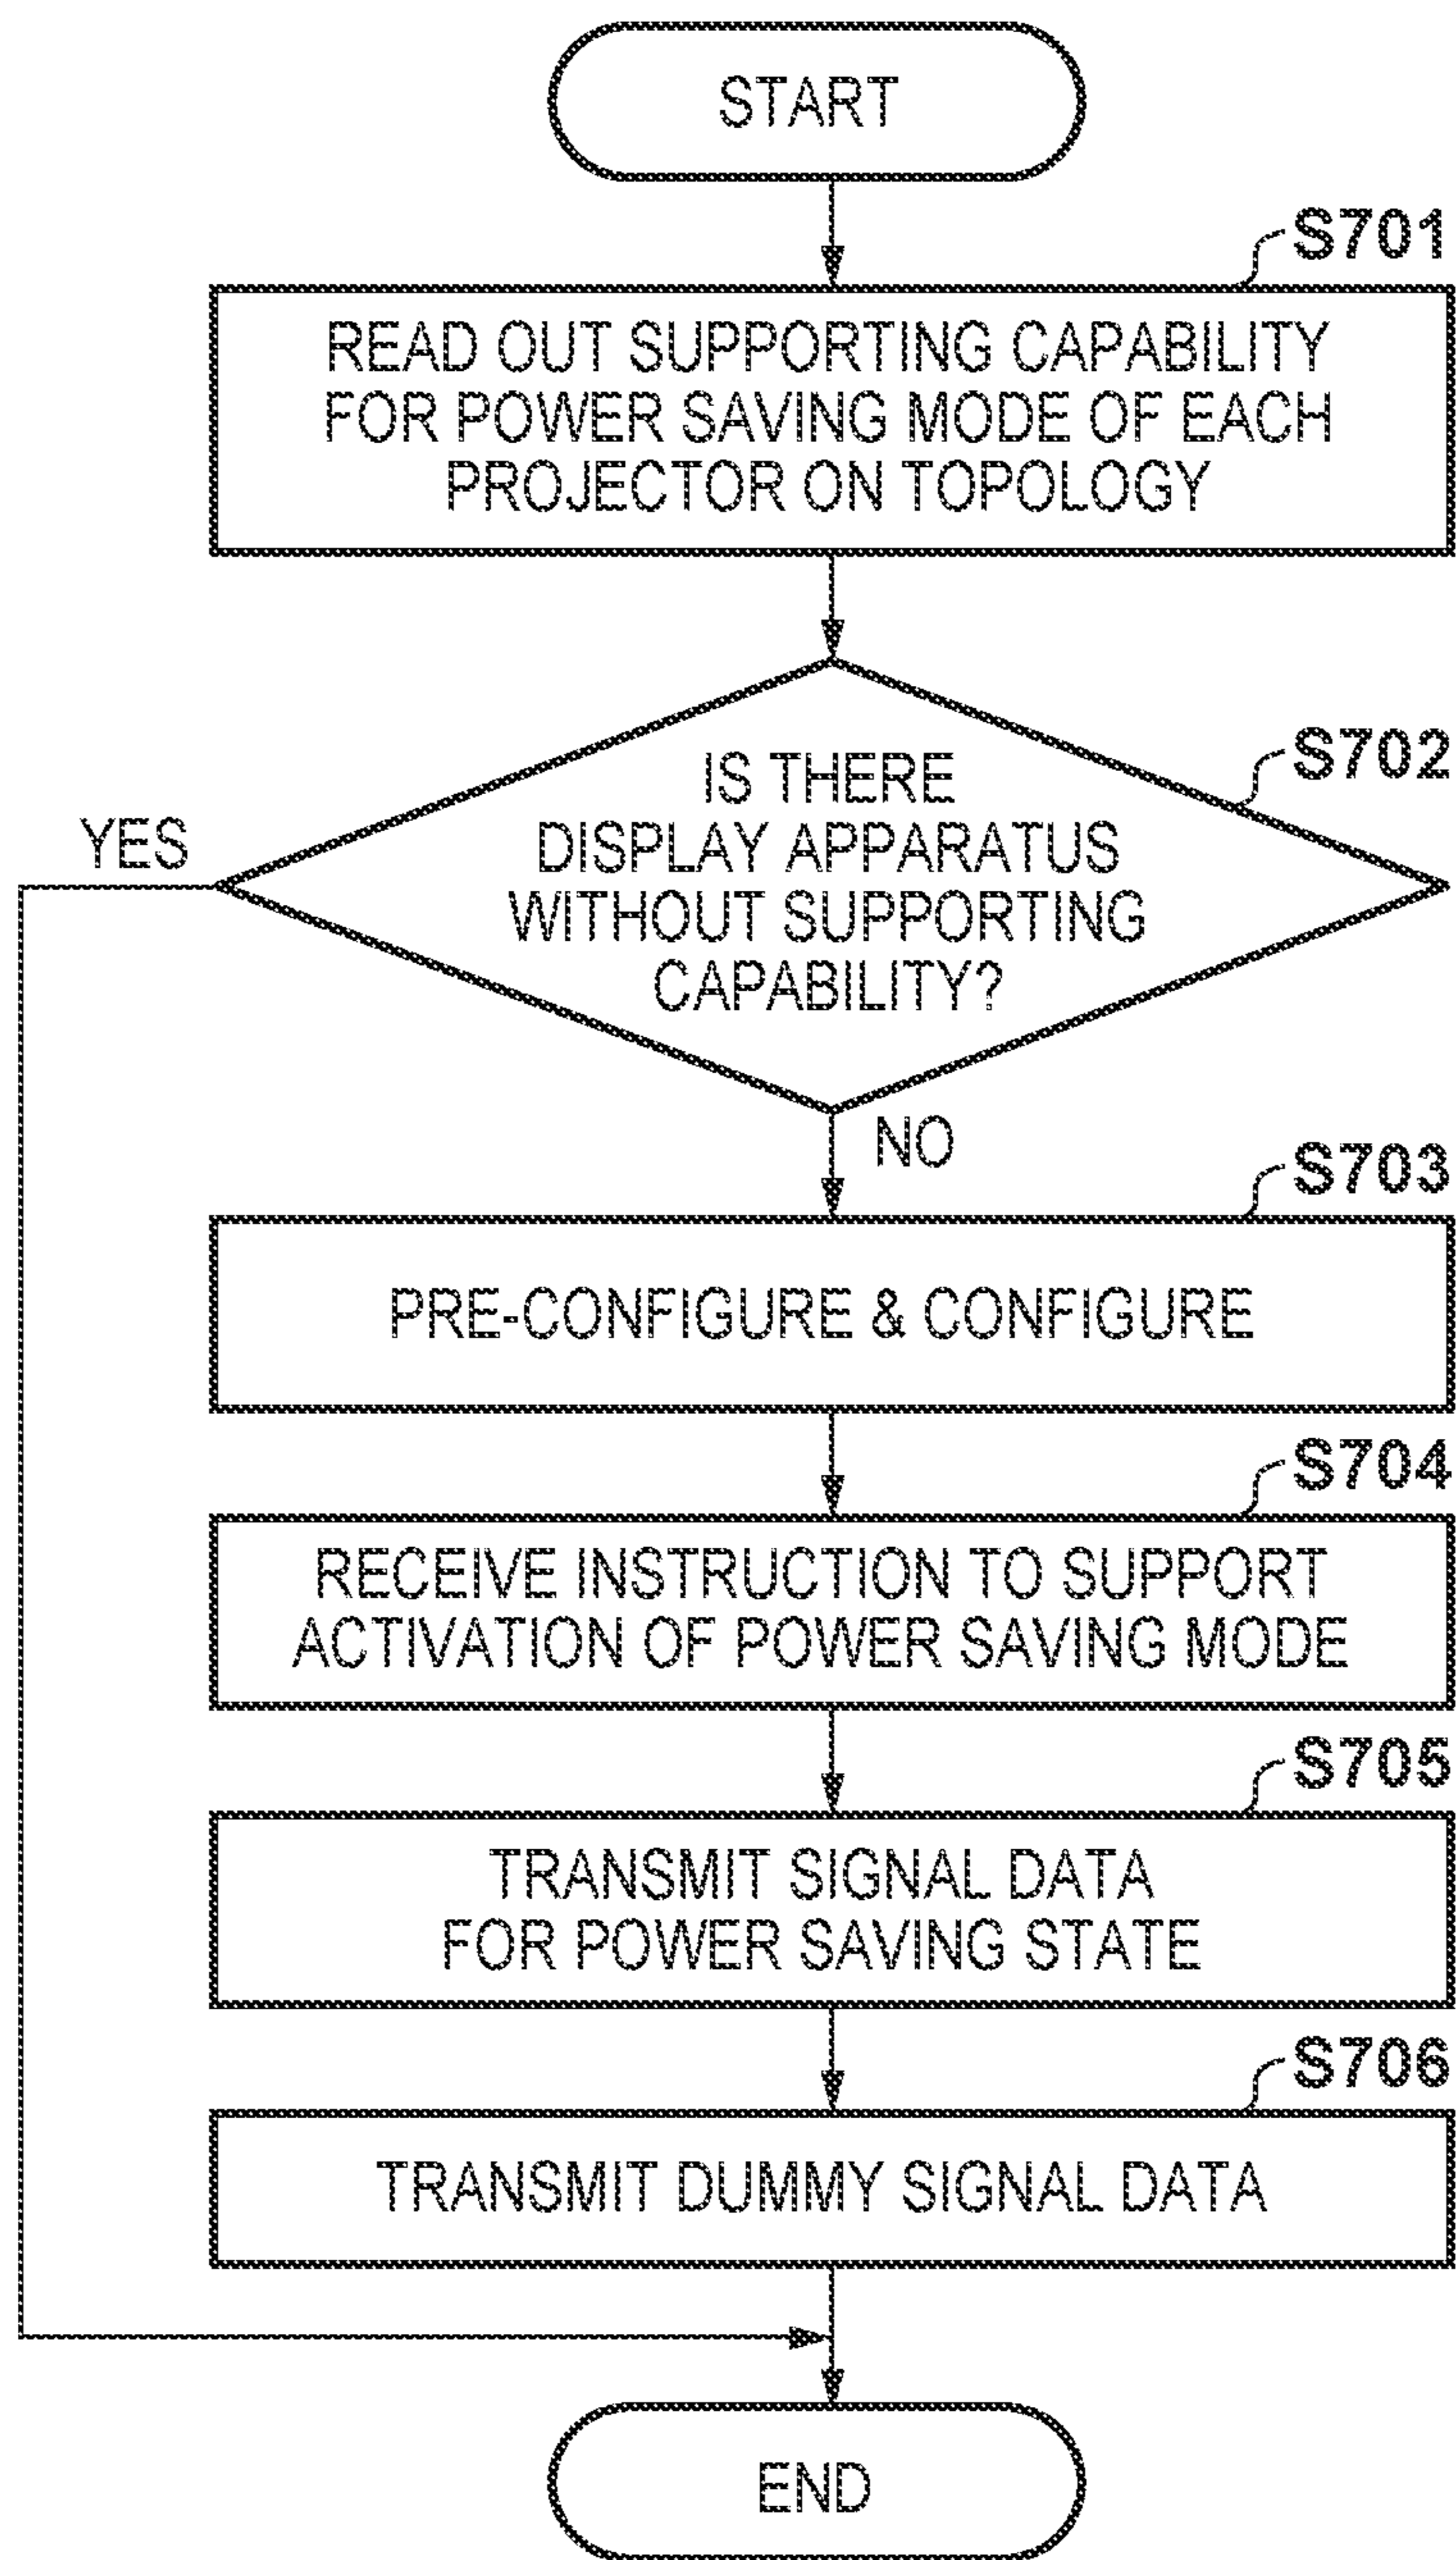 START
S701
READ OUT SUPPORTING CAPABILITY
FOR POWER SAVING MODE OF EACH
PROJECTOR ON TOPOLOGY
S702
IS THERE
DISPLAY APPARATUS
WITHOUT SUPPORTING
CAPABILITY?
YES
NO
S703
PRE-CONFIGURE & CONFIGURE
S704
RECEIVE INSTRUCTION TO SUPPORT
ACTIVATION OF POWER SAVING MODE
S705
TRANSMIT SIGNAL DATA
FOR POWER SAVING STATE
S706
TRANSMIT DUMMY SIGNAL DATA
END